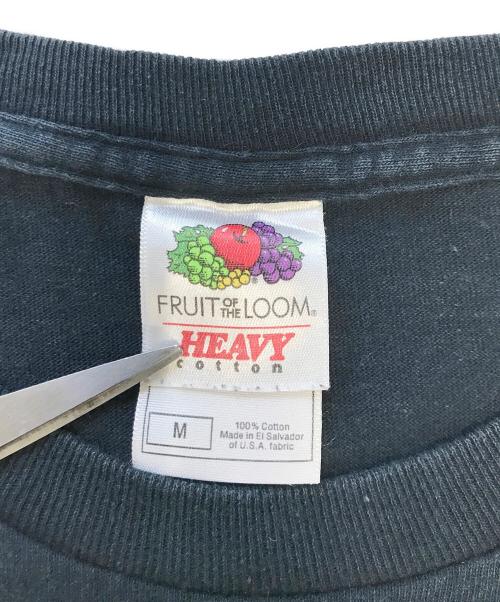 FRUIT OF THE LOOM®
HEAVY
cotton
M
100% Cotton
Made in El Salvador
of U.S.A. fabric